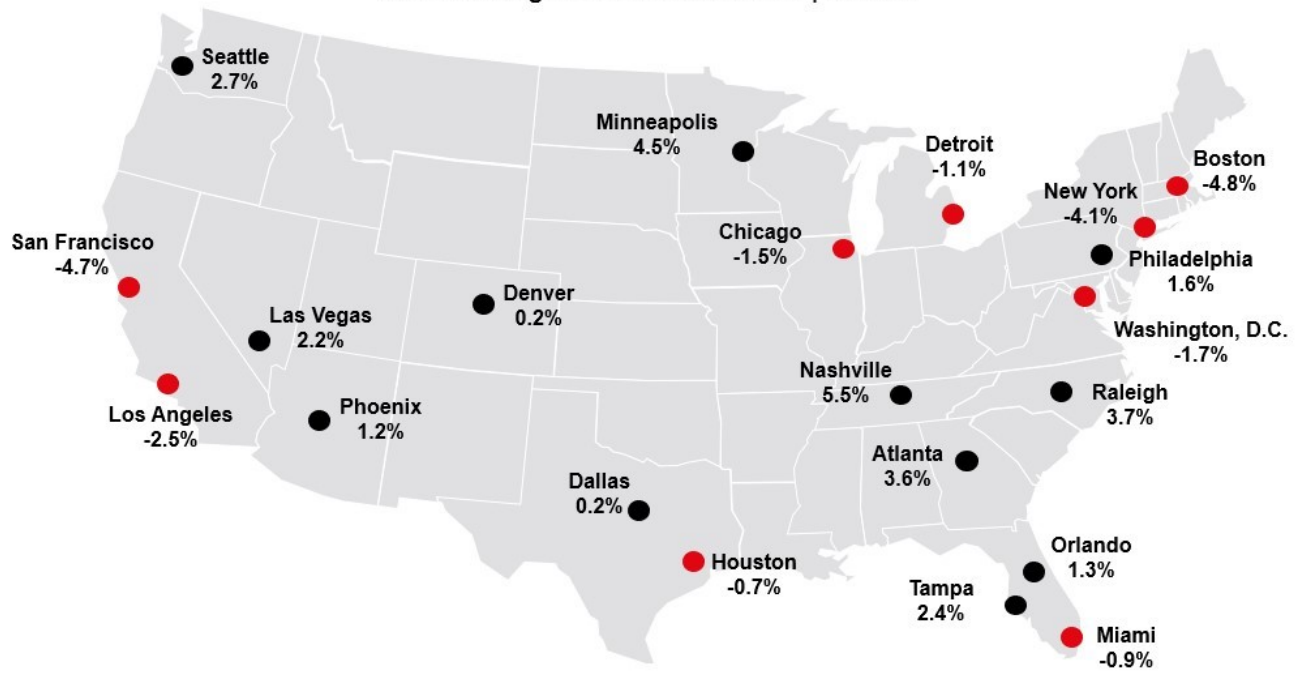 Seattle
2.7%
Minneapolis
4.5%
Detroit
-1.1%
Boston
-4.8%
New York
-4.1%
Chicago
-1.5%
San Francisco
-4.7%
Philadelphia
1.6%
Denver
0.2%
Las Vegas
2.2%
Washington, D.C.
-1.7%
Nashville
5.5%
Raleigh
3.7%
Los Angeles
-2.5%
Phoenix
1.2%
Atlanta
3.6%
Dallas
0.2%
Houston
-0.7%
Orlando
1.3%
Tampa
2.4%
Miami
-0.9%